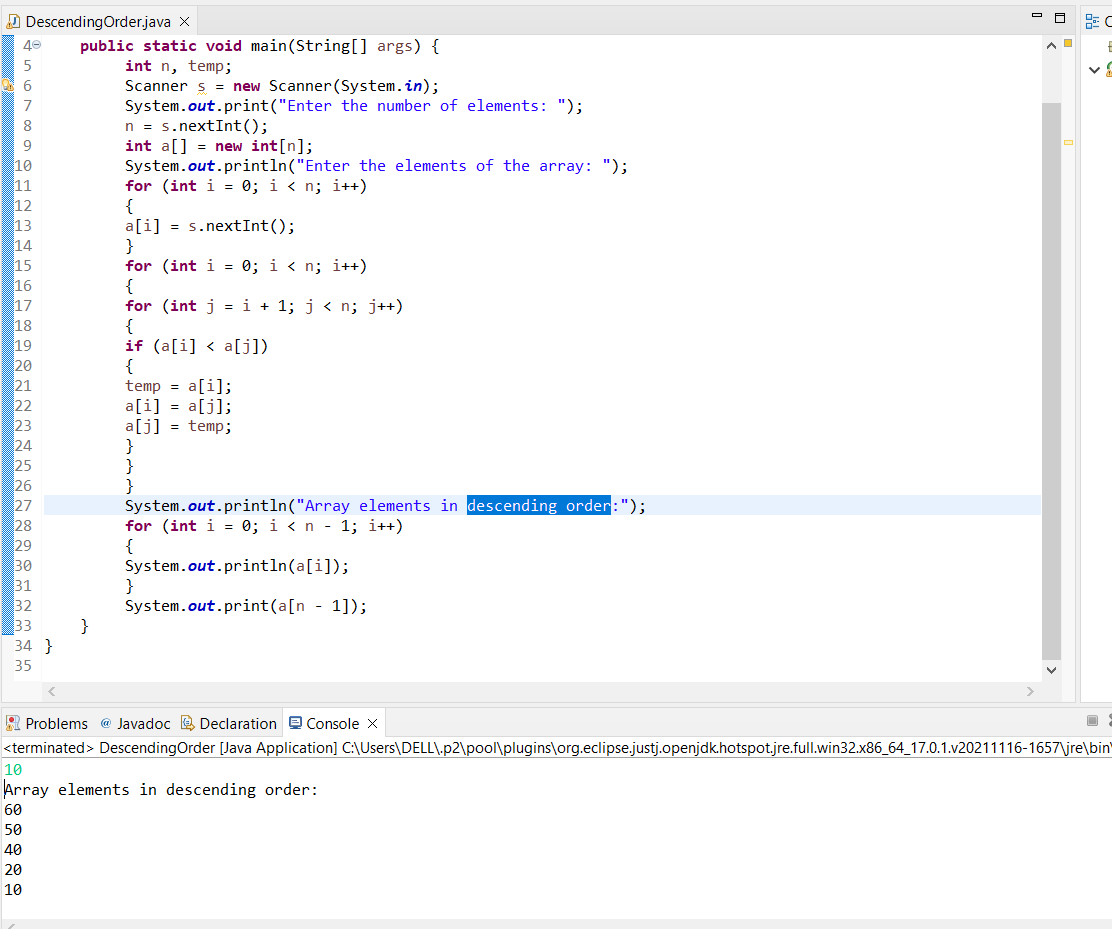 DescendingOrder.java
4 public static void main(String[] args) {
5 int n, temp;
6 Scanner s = new Scanner(System.in);
7 System.out.print("Enter the number of elements: ");
8 n = s.nextInt();
9 int a[] = new int[n];
10 System.out.println("Enter the elements of the array: ");
11 for (int i = 0; i < n; i++)
12 {
13 a[i] = s.nextInt();
14 }
15 for (int i = 0; i < n; i++)
16 {
17 for (int j = i + 1; j < n; j++)
18 {
19 if (a[i] < a[j])
20 {
21 temp = a[i];
22 a[i] = a[j];
23 a[j] = temp;
24 }
25 }
26 }
27 System.out.println("Array elements in descending order:");
28 for (int i = 0; i < n - 1; i++)
29 {
30 System.out.println(a[i]);
31 }
32 System.out.print(a[n - 1]);
33 }
34 }
35
Problems @ Javadoc Declaration Console
<terminated> DescendingOrder [Java Application] C:\Users\DELL\.p2\pool\plugins\org.eclipse.justj.openjdk.hotspot.jre.full.win32.x86_64_17.0.1.v20211116-1657\jre\bin\
10
Array elements in descending order:
60
50
40
20
10